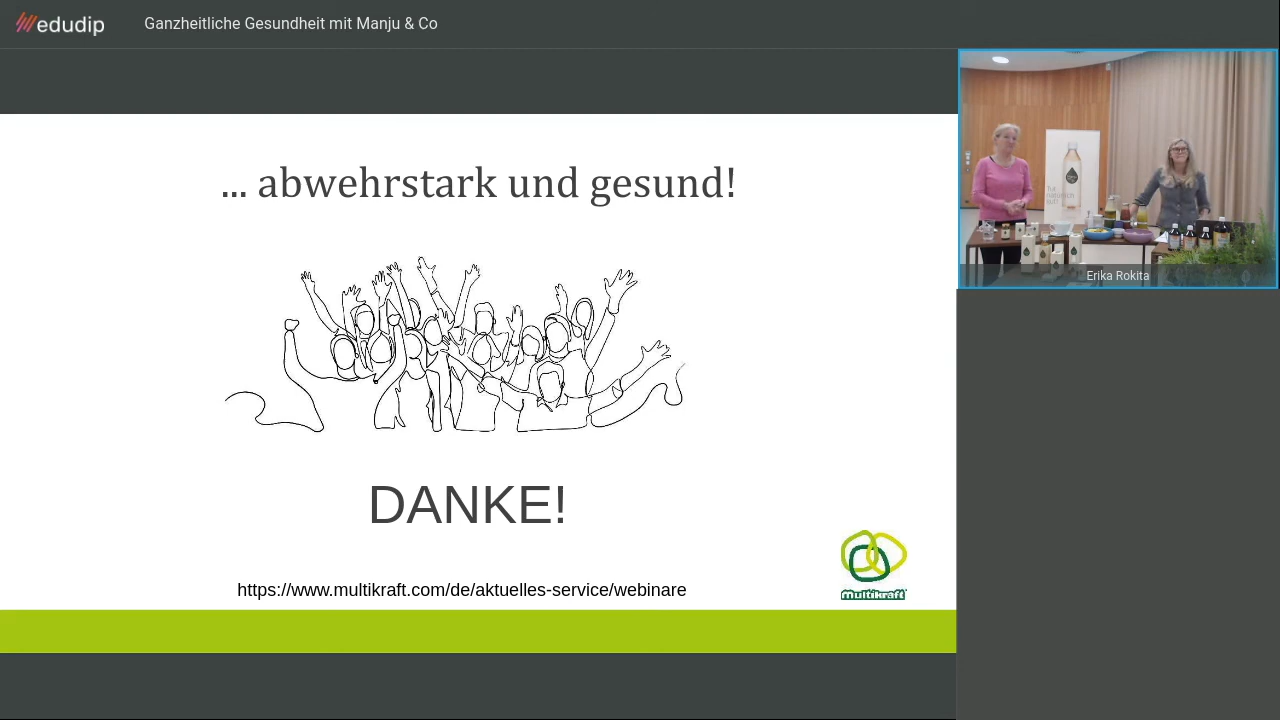 edudip
Ganzheitliche Gesundheit mit Manju & Co
... abwehrstark und gesund!
DANKE!
https://www.multikraft.com/de/aktuelles-service/webinare
multikraft
Erika Rokita